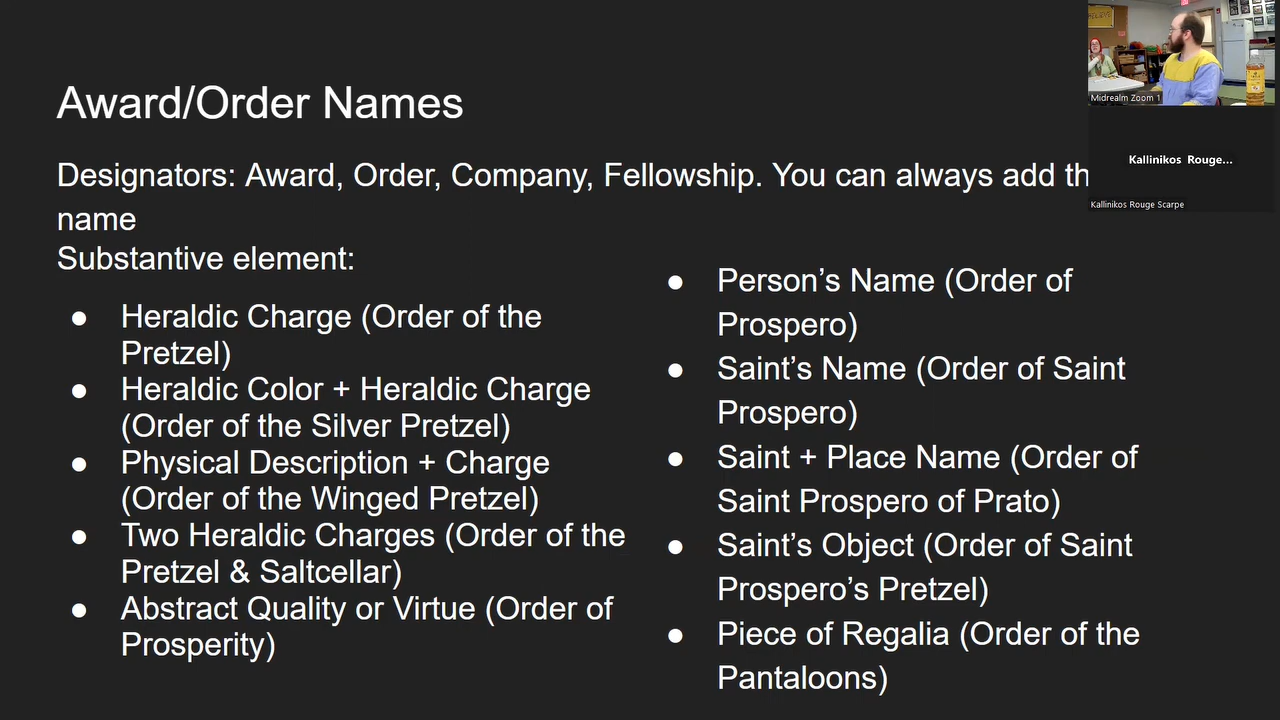 Award/Order Names
Designators: Award, Order, Company, Fellowship. You can always add
name
Substantive element:
● Heraldic Charge (Order of the
Pretzel)
● Heraldic Color + Heraldic Charge
(Order of the Silver Pretzel)
● Physical Description + Charge
(Order of the Winged Pretzel)
● Two Heraldic Charges (Order of the
Pretzel & Saltcellar)
● Abstract Quality or Virtue (Order of
Prosperity)
● Person’s Name (Order of
Prospero)
● Saint’s Name (Order of Saint
Prospero)
● Saint + Place Name (Order of
Saint Prospero of Prato)
● Saint’s Object (Order of Saint
Prospero’s Pretzel)
● Piece of Regalia (Order of the
Pantaloons)
Midrealm Zoom 1
Kallinikos Rouge...
Kallinikos Rouge Scarpe